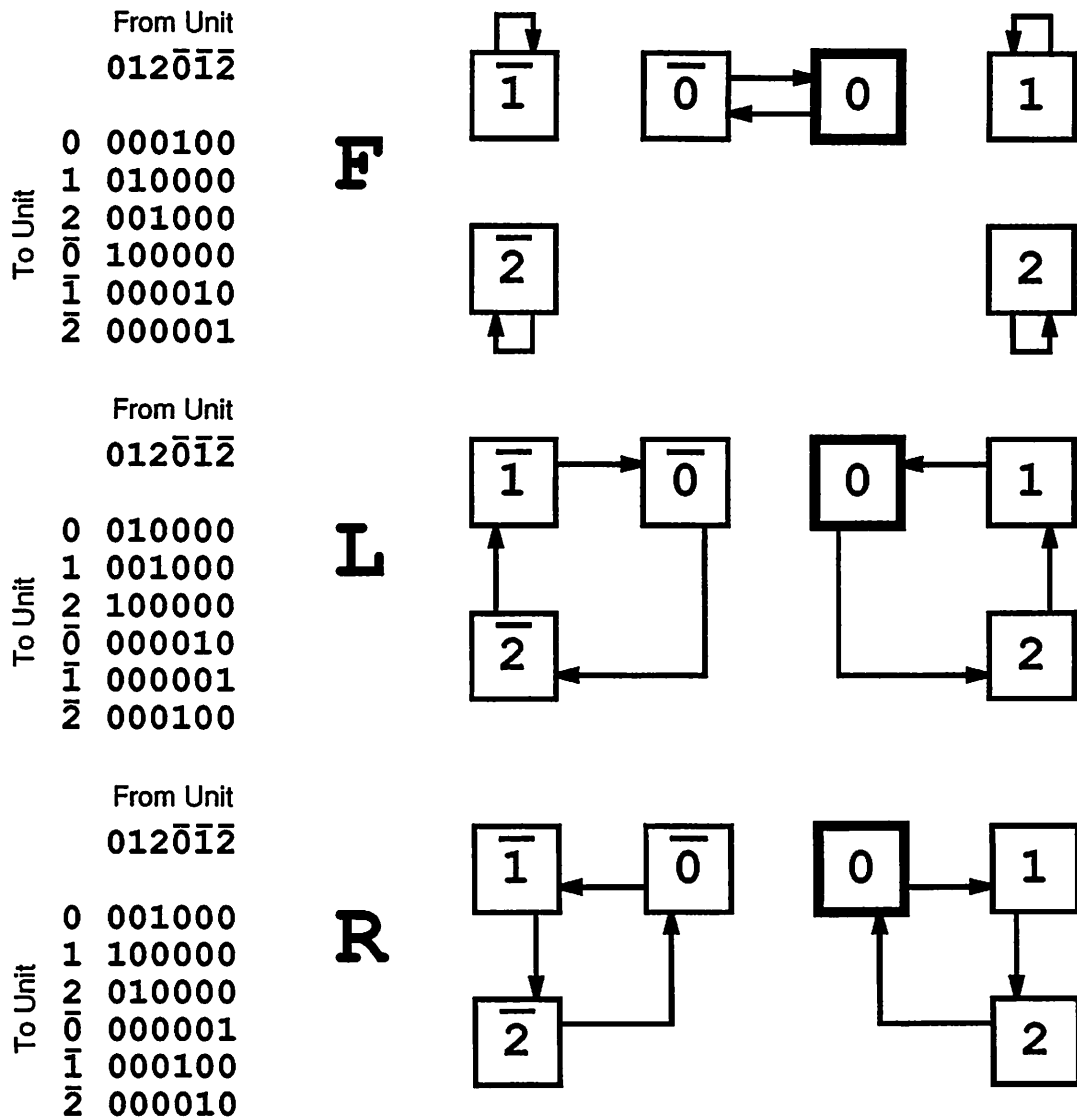 From Unit
0120̅1̅2̅
To Unit
0 000100
1 010000
2 001000
0̅ 100000
1̅ 000010
2̅ 000001
F
1̅ 0̅ 0 1
2̅ 2
From Unit
0120̅1̅2̅
To Unit
0 010000
1 001000
2 100000
0̅ 000010
1̅ 000001
2̅ 000100
L
1̅ 0̅ 0 1
2̅ 2
From Unit
0120̅1̅2̅
To Unit
0 001000
1 100000
2 010000
0̅ 000001
1̅ 000100
2̅ 000010
R
1̅ 0̅ 0 1
2̅ 2